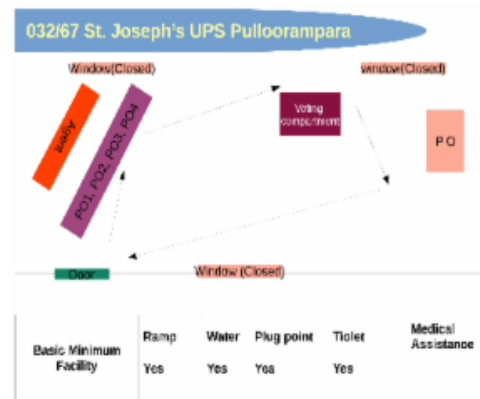 032/67 St. Joseph's UPS Pulloorampara
Window(Closed)
window(Closed)
Agent
PO1, PO2, PO3, PO4
Voting
compartment
P O
Door
Window (Closed)
Basic Minimum
Facility
Ramp
Water
Plug point
Tiolet
Medical
Assistance
Yes
Yes
Yes
Yes